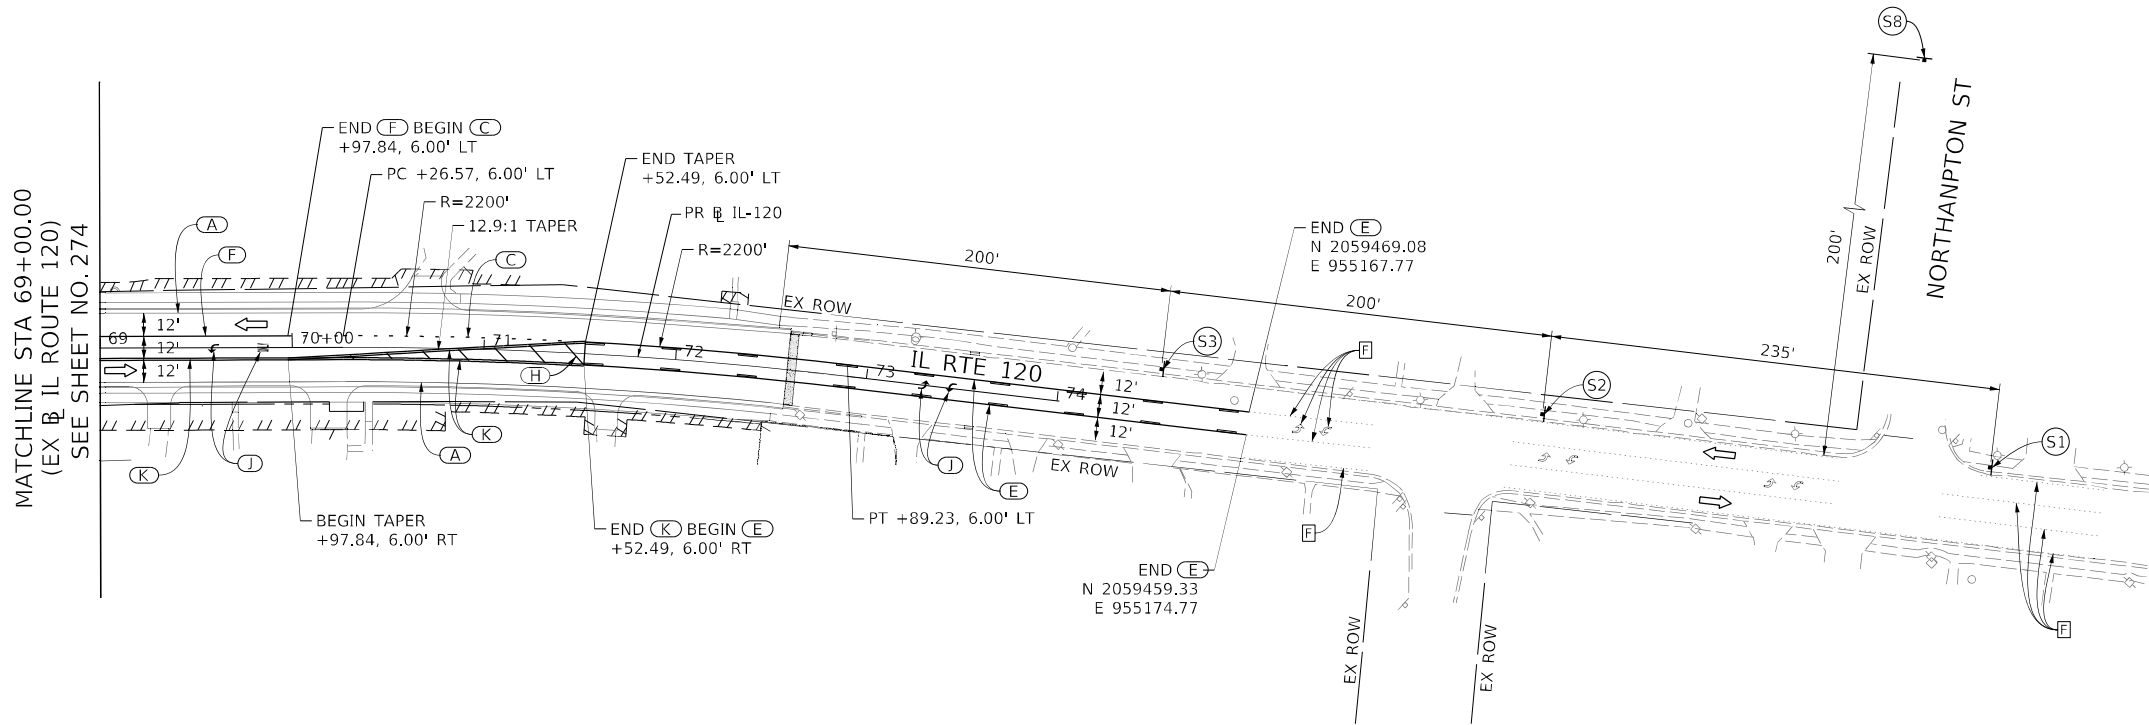 S8
NORTHANPTON ST
200'
EX ROW
END F BEGIN C
+97.84, 6.00' LT
PC +26.57, 6.00' LT
R=2200'
12.9:1 TAPER
END TAPER
+52.49, 6.00' LT
PR BL IL-120
R=2200'
200'
END E
N 2059469.08
E 955167.77
200'
235'
MATCHLINE STA 69+00.00
(EX BL IL ROUTE 120)
SEE SHEET NO. 274
A
F
C
EX ROW
12'
69
12'
12'
70+00
71
72
73
74
IL RTE 120
S3
S2
S1
F
12'
12'
12'
H
K
J
K
A
J
E
EX ROW
BEGIN TAPER
+97.84, 6.00' RT
END K BEGIN E
+52.49, 6.00' RT
PT +89.23, 6.00' LT
END E
N 2059459.33
E 955174.77
F
F
EX ROW
EX ROW